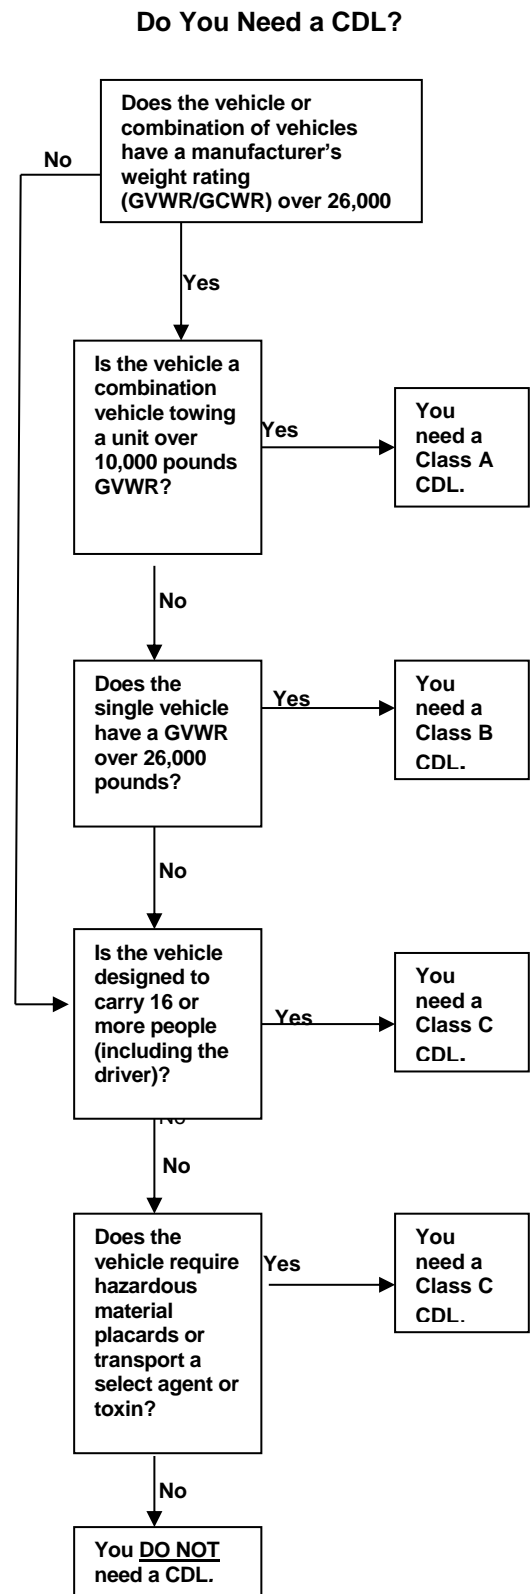 Do You Need a CDL?
Does the vehicle or
combination of vehicles
have a manufacturer's
weight rating
(GVWR/GCWR) over 26,000
No
Yes
Is the vehicle a
combination
vehicle towing
a unit over
10,000 pounds
GVWR?
Yes
You
need a
Class A
CDL.
No
Does the
single vehicle
have a GVWR
over 26,000
pounds?
Yes
You
need a
Class B
CDL.
No
Is the vehicle
designed to
carry 16 or
more people
(including the
driver)?
Yes
You
need a
Class C
CDL.
No
No
Does the
vehicle require
hazardous
material
placards or
transport a
select agent or
toxin?
Yes
You
need a
Class C
CDL.
No
You DO NOT
need a CDL.